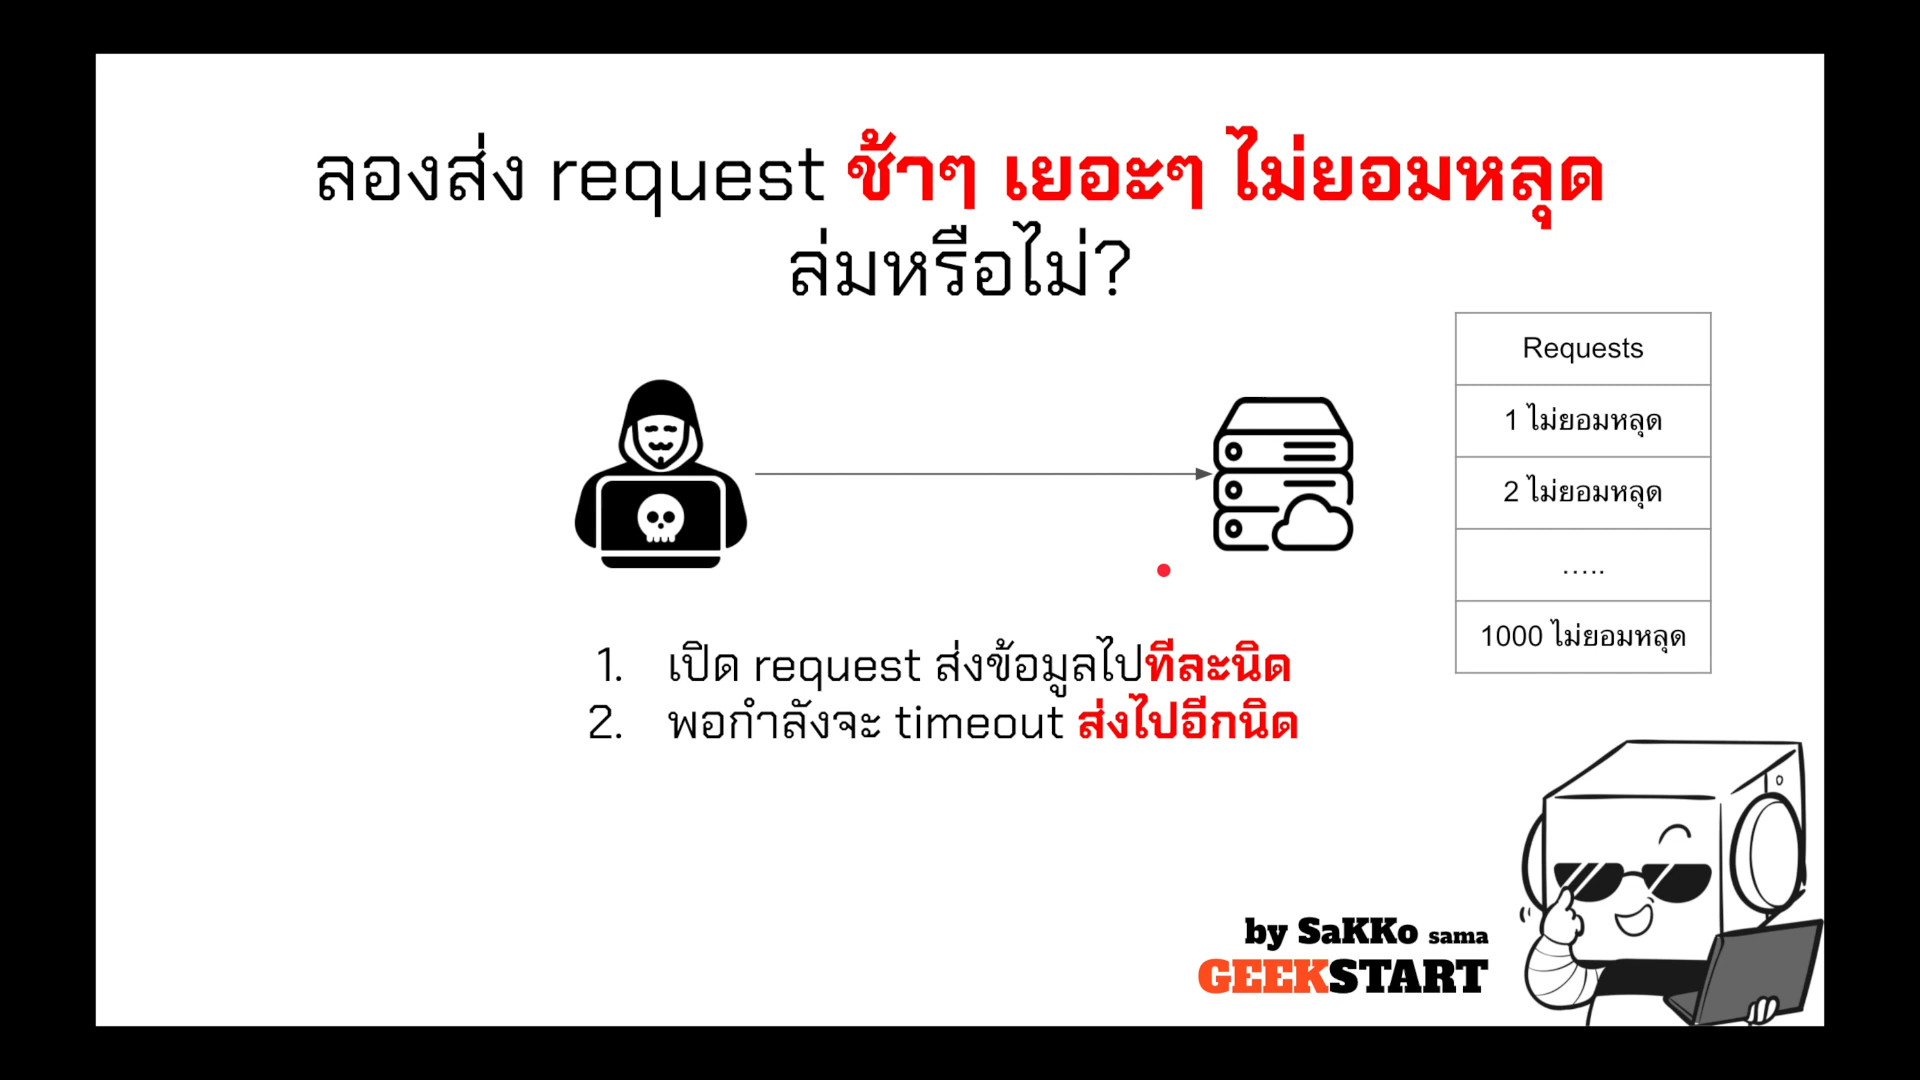 ลองส่ง request ช้าๆ เยอะๆ ไม่ยอมหลุด
ล่มหรือไม่?
Requests
1 ไม่ยอมหลุด
2 ไม่ยอมหลุด
…..
1000 ไม่ยอมหลุด
1. เปิด request ส่งข้อมูลไปทีละนิด
2. พอกำลังจะ timeout ส่งไปอีกนิด
by SaKKo sama
GEEKSTART